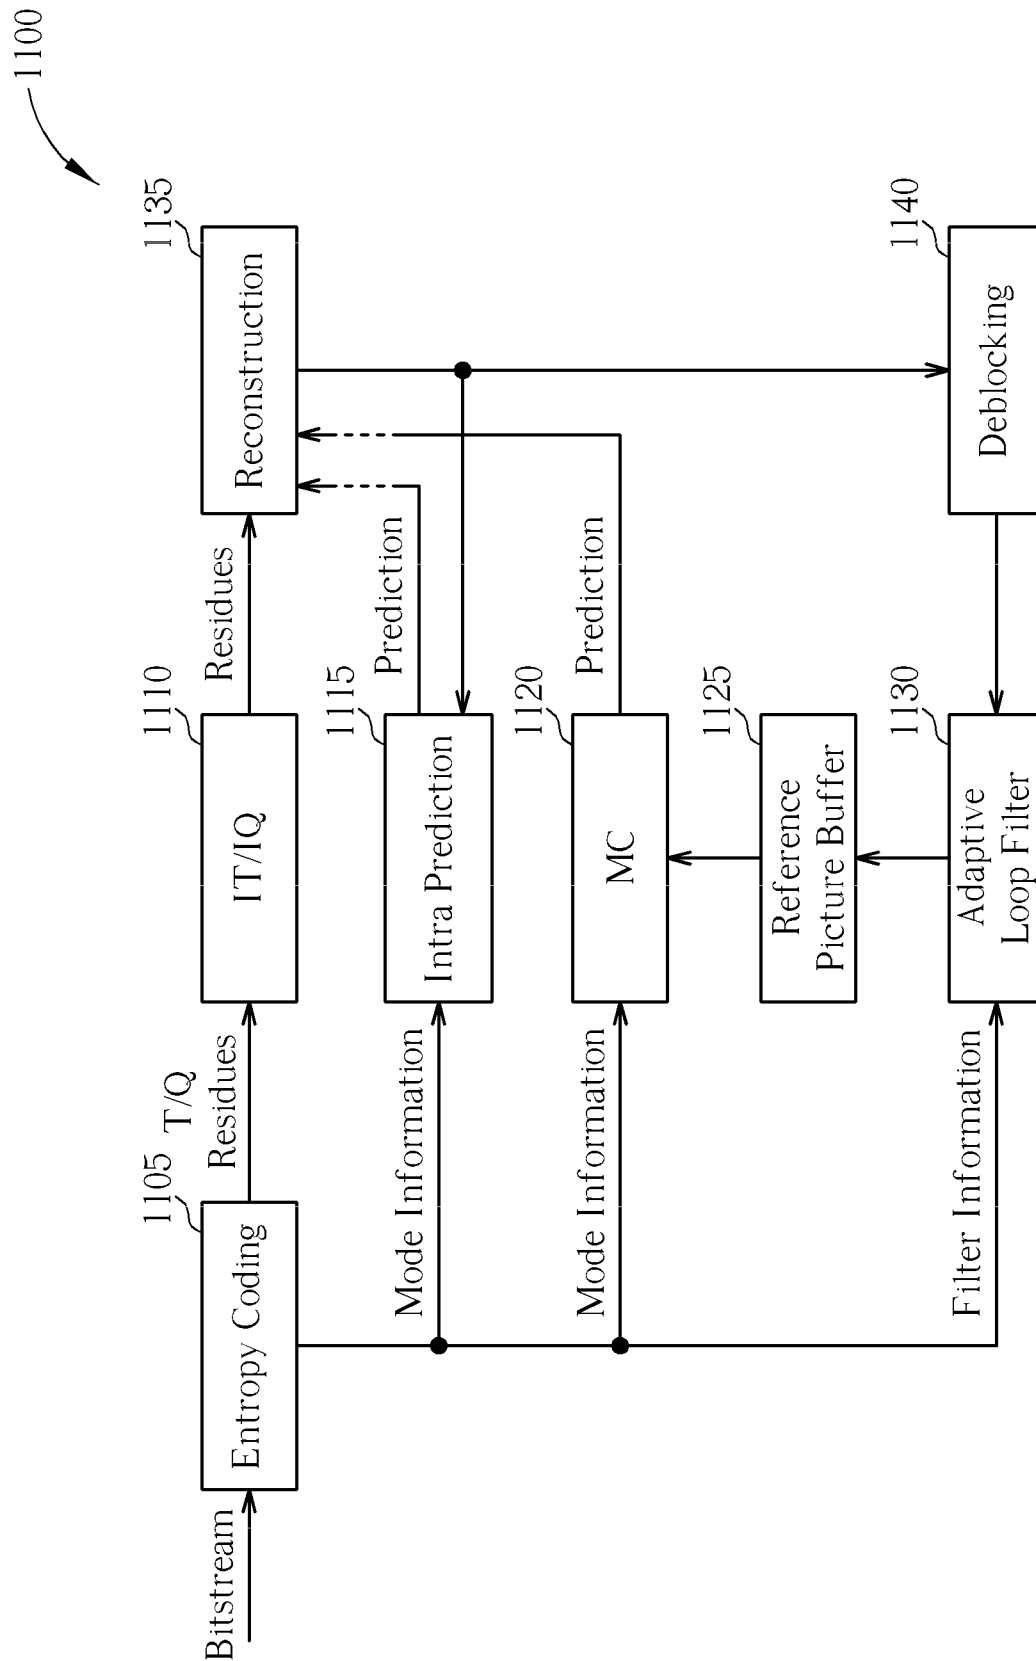 1100
Bitstream
1105
Entropy Coding
T/Q
Residues
1110
IT/IQ
Residues
1135
Reconstruction
Mode Information
1115
Intra Prediction
Prediction
Mode Information
1120
MC
Prediction
1125
Reference
Picture Buffer
Filter Information
1130
Adaptive
Loop Filter
1140
Deblocking